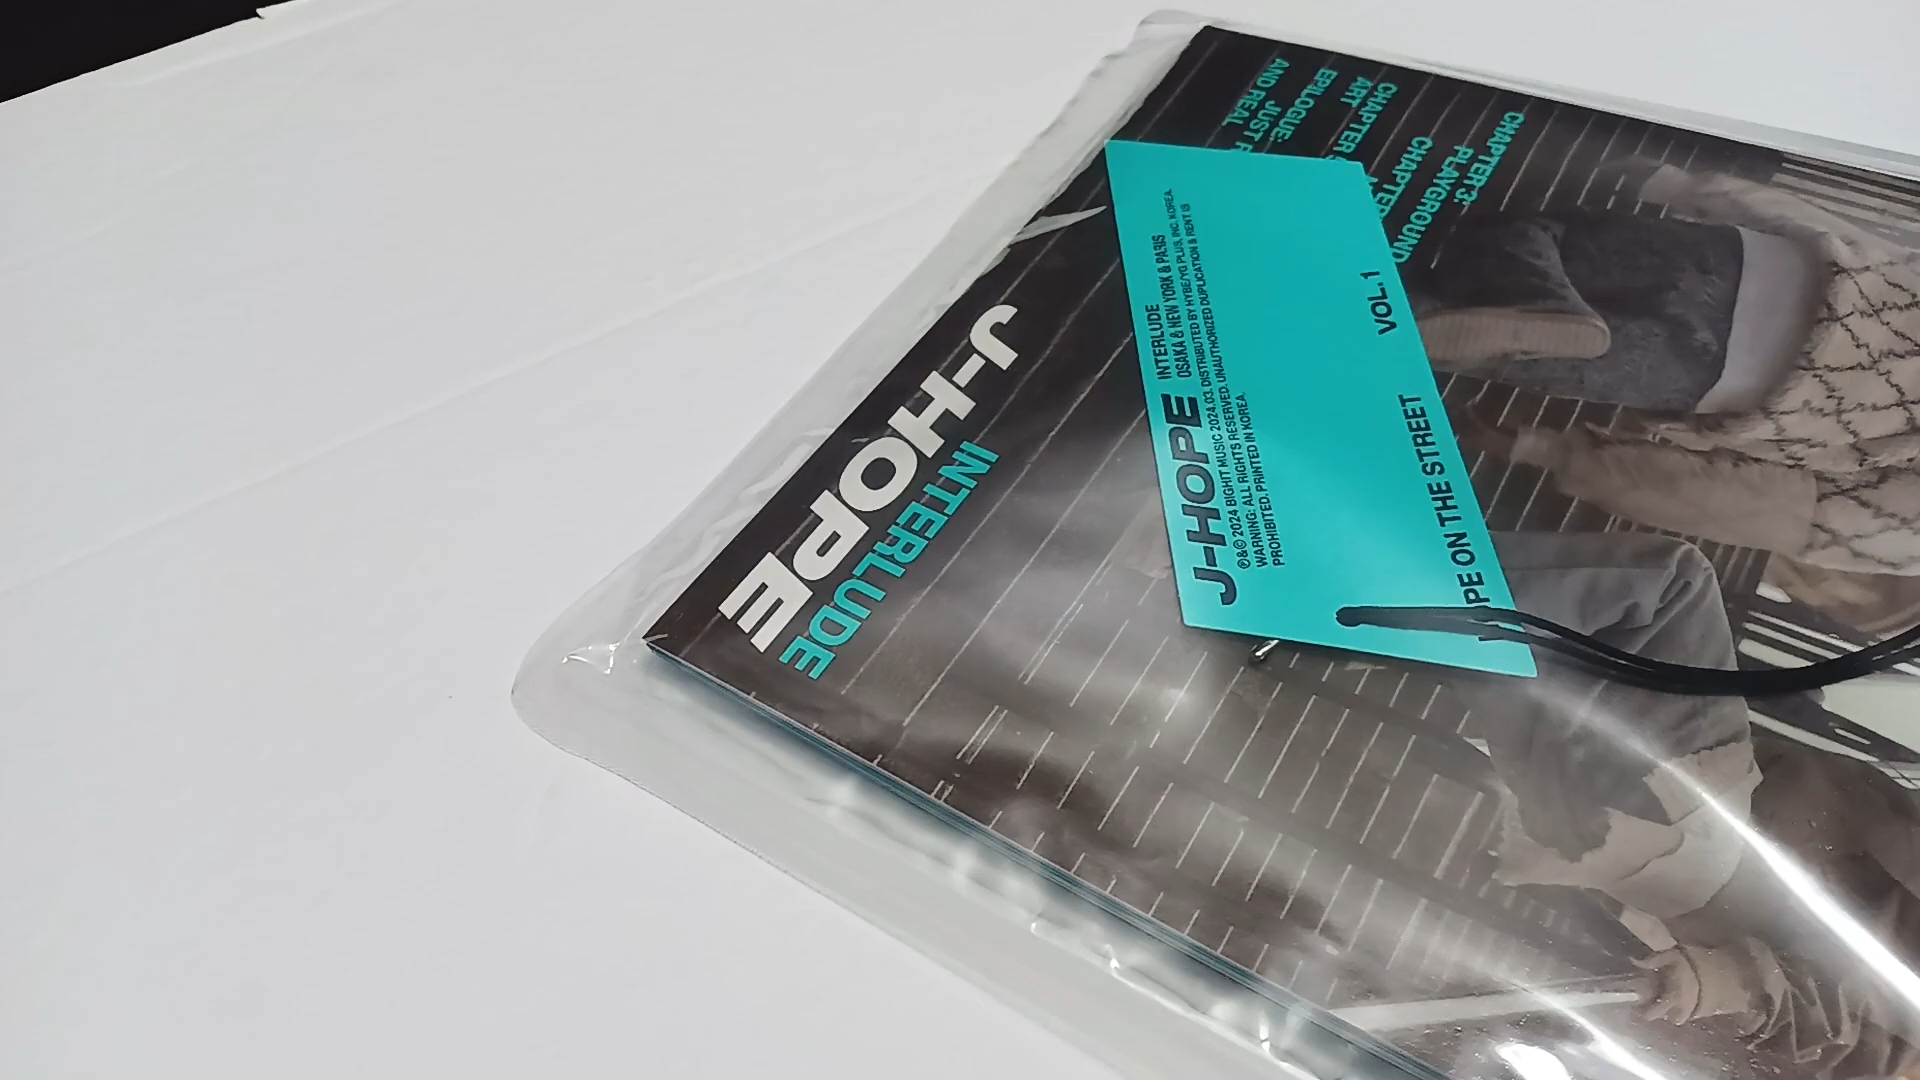 J-HOPE
INTERLUDE
J-HOPE
INTERLUDE
OSAKA & NEW YORK & PARIS
℗&© 2024 BIGHIT MUSIC 2024.03. DISTRIBUTED BY HYBE/YG PLUS, INC. KOREA.
WARNING: ALL RIGHTS RESERVED. UNAUTHORIZED DUPLICATION & RENT IS
PROHIBITED. PRINTED IN KOREA.
PE ON THE STREET VOL.1
CHAPTER 3:
PLAYGROUND
CHAPTER
ART
EPILOGUE:
JUST
AND REAL